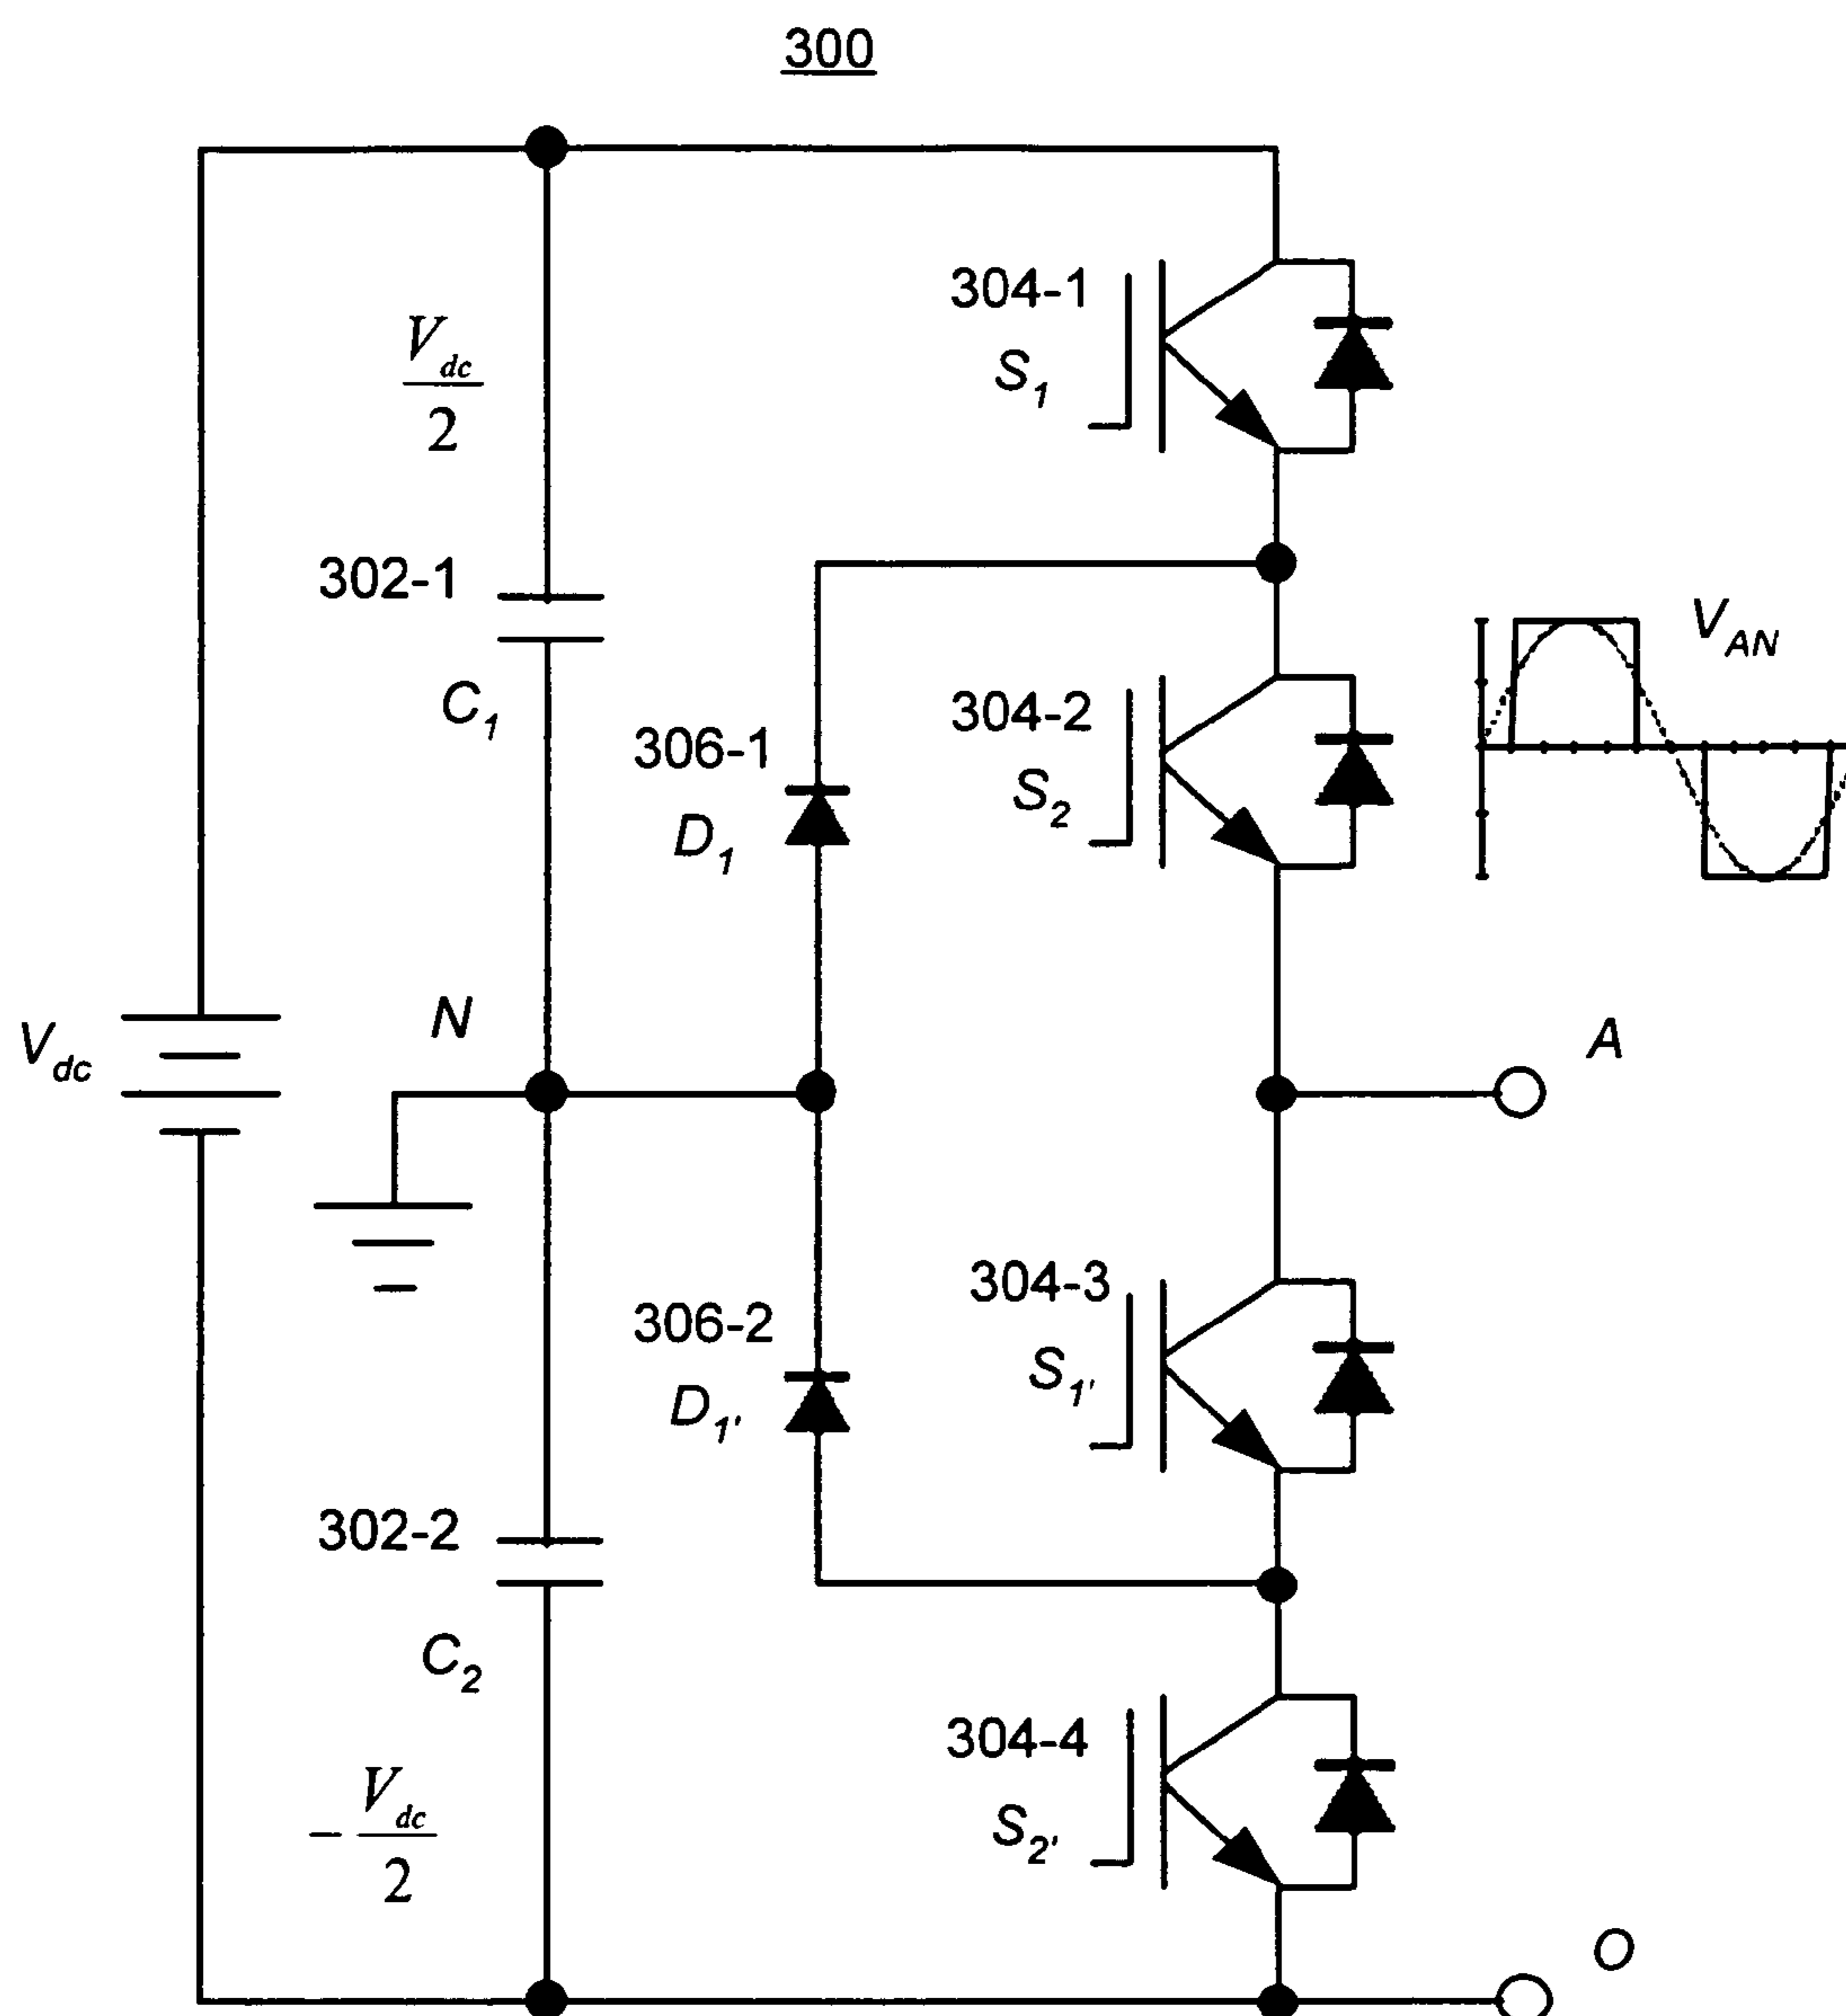 300
304-1
V_dc
2
S_1
302-1
V_AN
C_1
304-2
306-1
S_2
D_1
N
A
V_dc
304-3
306-2
S_1'
D_1'
302-2
C_2
304-4
- V_dc
2
S_2'
O